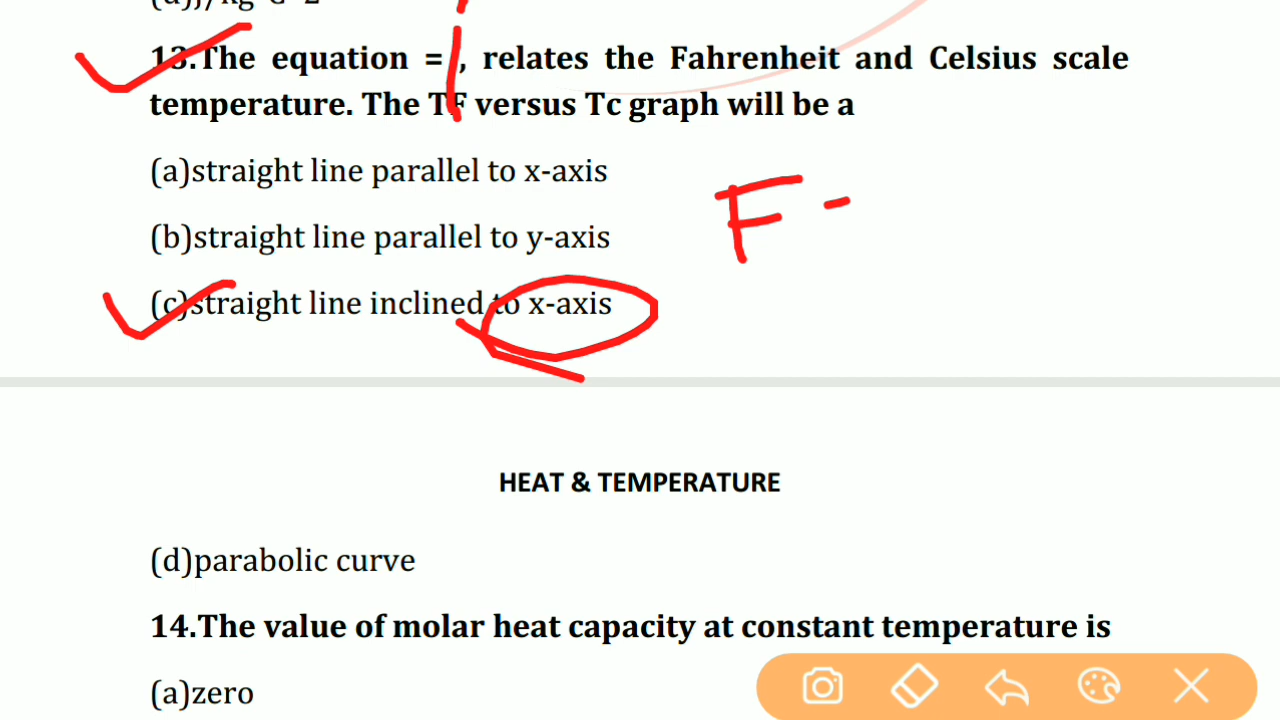 (d)J/kg°C^-2
13.The equation = , relates the Fahrenheit and Celsius scale
temperature. The TF versus Tc graph will be a
(a)straight line parallel to x-axis
F -
(b)straight line parallel to y-axis
(c)straight line inclined to x-axis
HEAT & TEMPERATURE
(d)parabolic curve
14.The value of molar heat capacity at constant temperature is
(a)zero